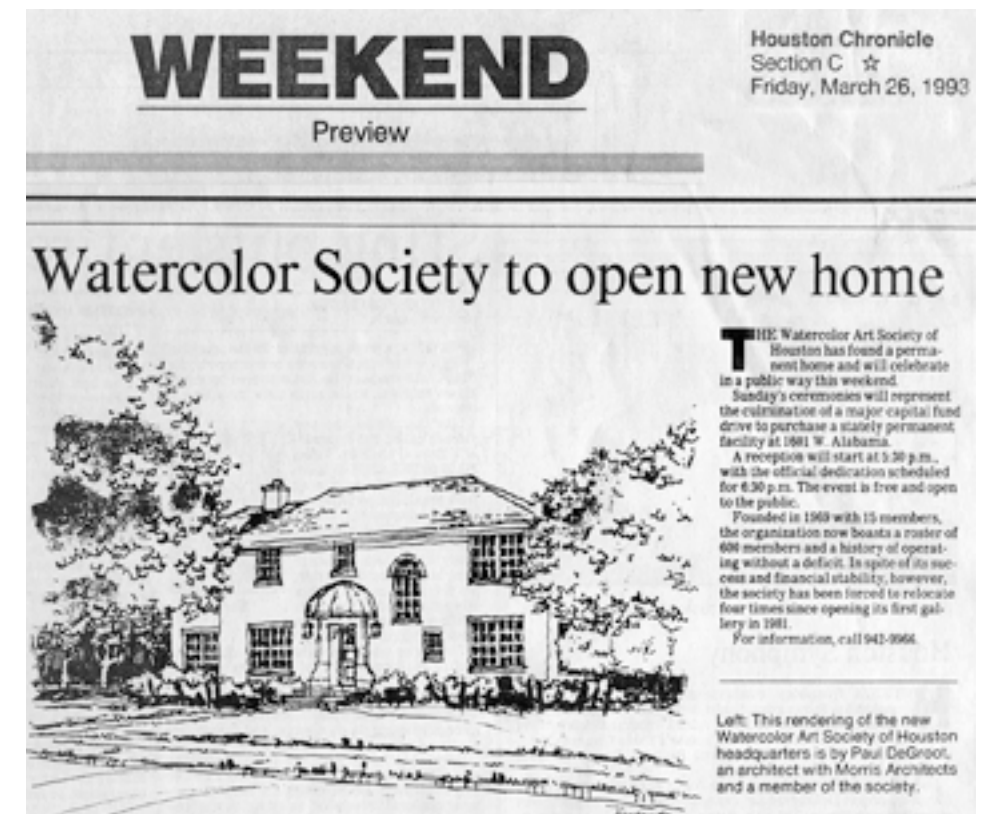 WEEKEND
Preview
Houston Chronicle
Section C ☆
Friday, March 26, 1993
Watercolor Society to open new home
THE Watercolor Art Society of
Houston has found a perma-
nent home and will celebrate
in a public way this weekend.
Sunday's ceremonies will represent
the culmination of a major capital fund
drive to purchase a stately permanent
facility at 1601 W. Alabama.
A reception will start at 5:30 p.m.,
with the official dedication scheduled
for 6:30 p.m. The event is free and open
to the public.
Founded in 1969 with 15 members,
the organization now boasts a roster of
600 members and a history of operat-
ing without a deficit. In spite of its suc-
cess and financial stability, however,
the society has been forced to relocate
four times since opening its first gal-
lery in 1981.
For information, call 942-9966.
Left: This rendering of the new
Watercolor Art Society of Houston
headquarters is by Paul DeGroot,
an architect with Morris Architects
and a member of the society.